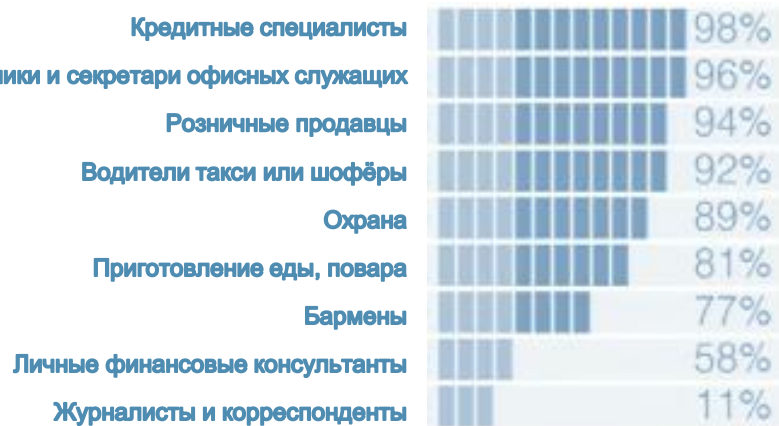 Кредитные специалисты 98%
и секретари офисных служащих 96%
Розничные продавцы 94%
Водители такси или шофёры 92%
Охрана 89%
Приготовление еды, повара 81%
Бармены 77%
Личные финансовые консультанты 58%
Журналисты и корреспонденты 11%